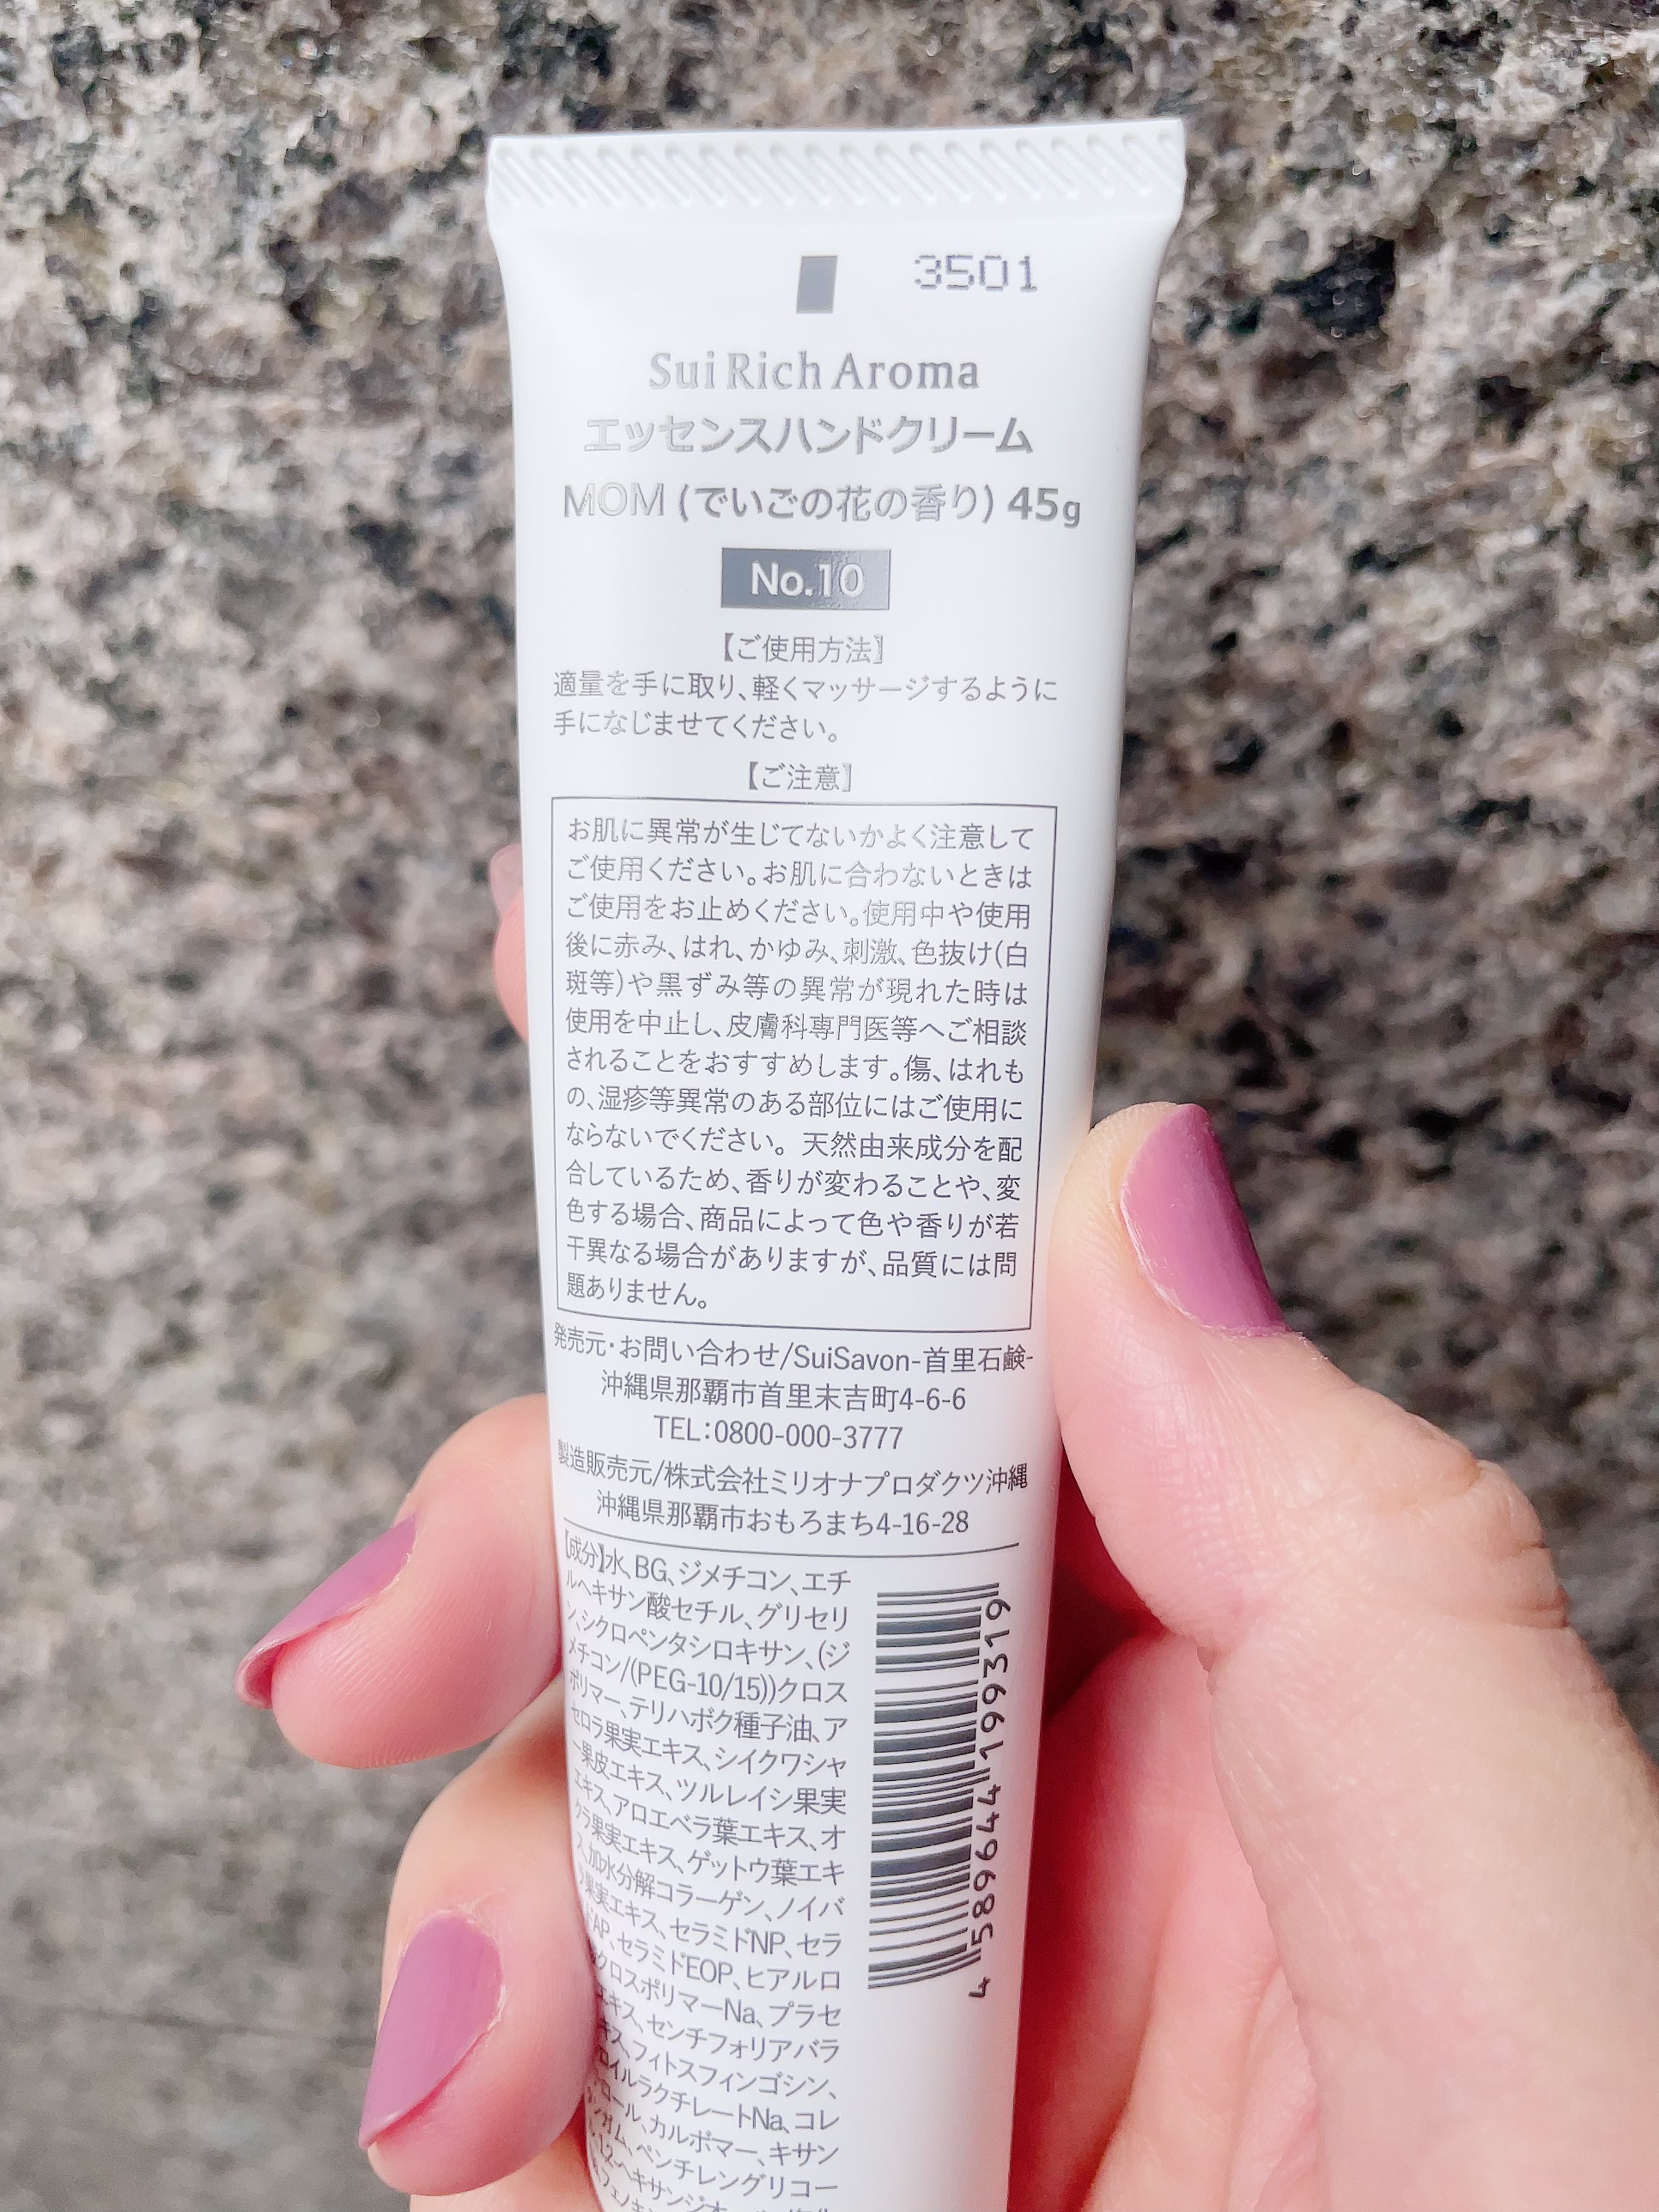 3501
Sui Rich Aroma
エッセンスハンドクリーム
MOM (でいごの花の香り) 45g
No.10
【ご使用方法】
適量を手に取り、軽くマッサージするように
手になじませてください。
【ご注意】
お肌に異常が生じてないかよく注意して
ご使用ください。お肌に合わないときは
ご使用をお止めください。使用中や使用
後に赤み、はれ、かゆみ、刺激、色抜け(白
斑等)や黒ずみ等の異常が現れた時は
使用を中止し、皮膚科専門医等へご相談
されることをおすすめします。傷、はれも
の、湿疹等異常のある部位にはご使用に
ならないでください。 天然由来成分を配
合しているため、香りが変わることや、変
色する場合、商品によって色や香りが若
干異なる場合がありますが、品質には問
題ありません。
発売元・お問い合わせ/SuiSavon-首里石鹸-
沖縄県那覇市首里末吉町4-6-6
TEL:0800-000-3777
製造販売元/株式会社ミリオナプロダクツ沖縄
沖縄県那覇市おもろまち4-16-28
【成分】水、BG、ジメチコン、エチ
ルヘキサン酸セチル、グリセリ
ン、シクロペンタシロキサン、(ジ
メチコン/(PEG-10/15))クロス
ポリマー、テリハボク種子油、ア
セロラ果実エキス、シイクワシャ
ー果皮エキス、ツルレイシ果実
エキス、アロエベラ葉エキス、オ
クラ果実エキス、ゲットウ葉エキ
ス、加水分解コラーゲン、ノイバ
ラ果実エキス、セラミドNP、セラ
ミドAP、セラミドEOP、ヒアルロ
クロスポリマーNa、プラセ
エキス、センチフォリアバラ
キス、フィトスフィンゴシン、
ロイルラクチレートNa、コレ
ロール、カルボマー、キサン
ンガム、ペンチレングリコー
4 589644 199319